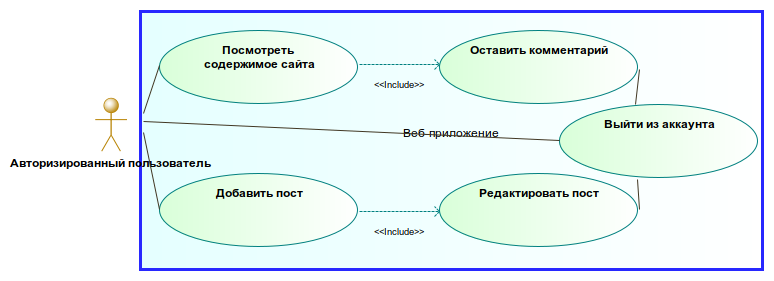 Посмотреть
содержимое сайта
Оставить комментарий
<<Include>>
Веб-приложение
Выйти из аккаунта
Авторизированный пользователь
Добавить пост
Редактировать пост
<<Include>>